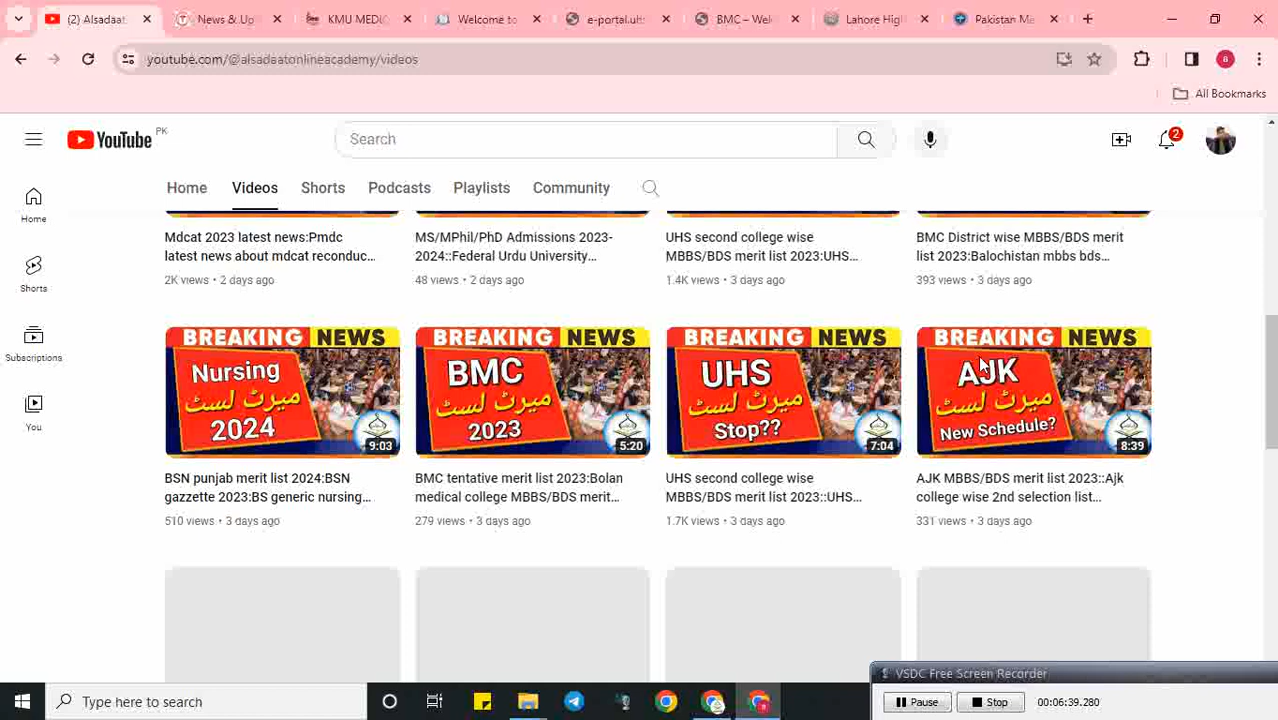 (2) Alsadaat
News & Up
KMU MEDIC
Welcome to
e-portal.uhs
BMC – Wel
Lahore High
Pakistan Me
youtube.com/@alsadaatonlineacademy/videos
a
All Bookmarks
YouTube PK
Search
2
Home
Videos
Shorts
Podcasts
Playlists
Community
Home
Shorts
Subscriptions
You
Mdcat 2023 latest news:Pmdc
latest news about mdcat reconduc...
2K views • 2 days ago
MS/MPhil/PhD Admissions 2023-
2024::Federal Urdu University...
48 views • 2 days ago
UHS second college wise
MBBS/BDS merit list 2023:UHS...
1.4K views • 3 days ago
BMC District wise MBBS/BDS merit
list 2023:Balochistan mbbs bds...
393 views • 3 days ago
BREAKING NEWS
Nursing
میرٹ لسٹ
2024
9:03
BSN punjab merit list 2024:BSN
gazzette 2023:BS generic nursing...
510 views • 3 days ago
BREAKING NEWS
BMC
میرٹ لسٹ
2023
5:20
BMC tentative merit list 2023:Bolan
medical college MBBS/BDS merit...
279 views • 3 days ago
BREAKING NEWS
UHS
میرٹ لسٹ
Stop??
7:04
UHS second college wise
MBBS/BDS merit list 2023::UHS...
1.7K views • 3 days ago
BREAKING NEWS
AJK
میرٹ لسٹ
New Schedule?
8:39
AJK MBBS/BDS merit list 2023::Ajk
college wise 2nd selection list...
331 views • 3 days ago
VSDC Free Screen Recorder
Pause
Stop
00:06:39.280
Type here to search